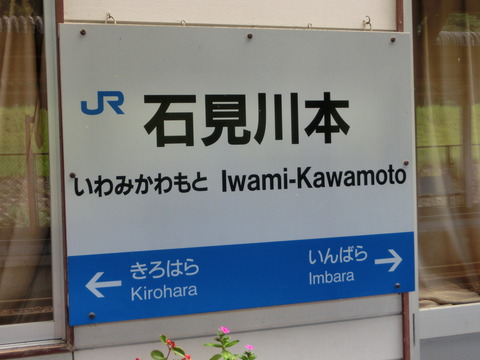 JR 石見川本
いわみかわもと Iwami-Kawamoto
← きろはら
Kirohara
いんばら →
Imbara